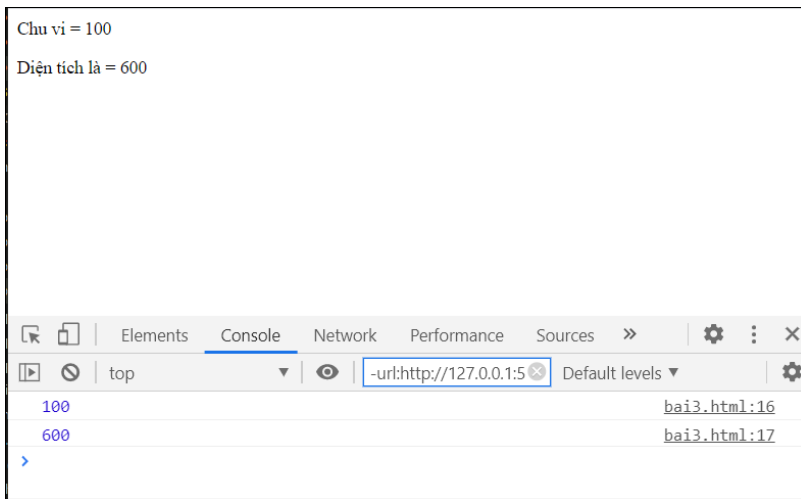 Chu vi = 100
Diện tích là = 600
Elements Console Network Performance Sources »
top -url:http://127.0.0.1:5 Default levels
100 bai3.html:16
600 bai3.html:17